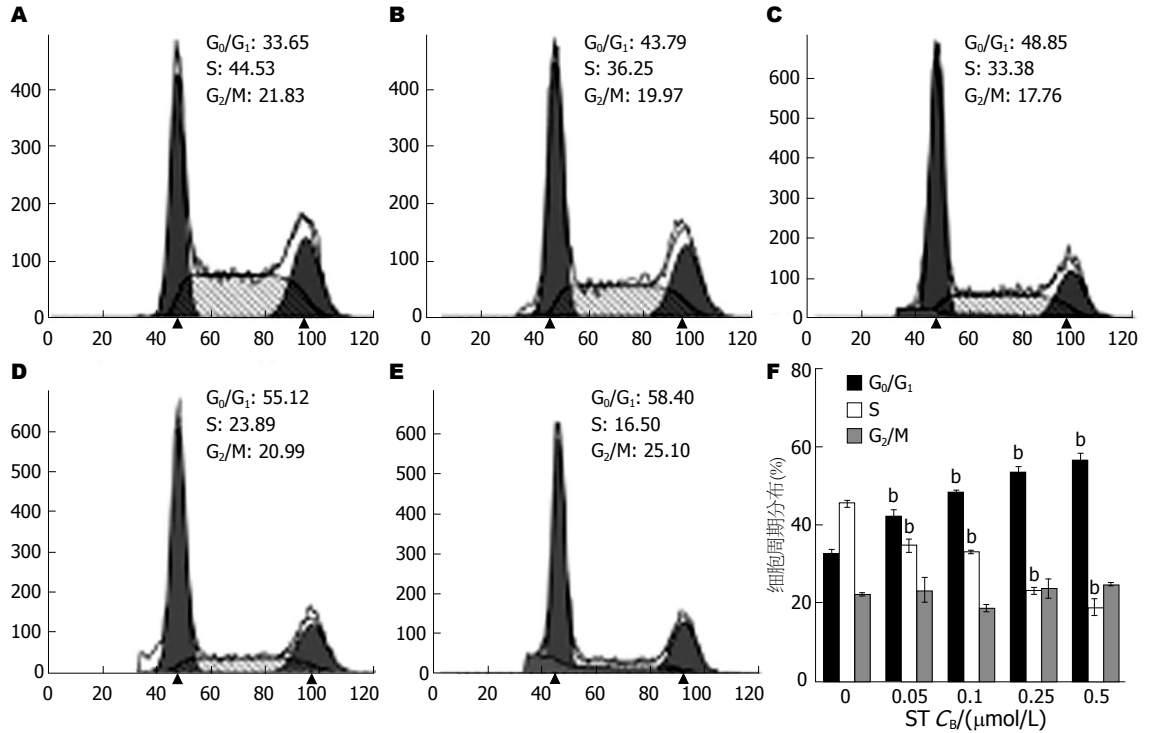 A
G₀/G₁: 33.65
S: 44.53
G₂/M: 21.83
400
300
200
100
0
0 20 40 60 80 100 120
B
G₀/G₁: 43.79
S: 36.25
G₂/M: 19.97
400
300
200
100
0
0 20 40 60 80 100 120
C
G₀/G₁: 48.85
S: 33.38
G₂/M: 17.76
600
500
400
300
200
100
0
0 20 40 60 80 100 120
D
G₀/G₁: 55.12
S: 23.89
G₂/M: 20.99
600
500
400
300
200
100
0
0 20 40 60 80 100 120
E
G₀/G₁: 58.40
S: 16.50
G₂/M: 25.10
600
500
400
300
200
100
0
0 20 40 60 80 100 120
F
G₀/G₁
S
G₂/M
细胞周期分布(%)
80
60
40
20
0
b b b b
b b b b
0 0.05 0.1 0.25 0.5
ST C_B/(μmol/L)